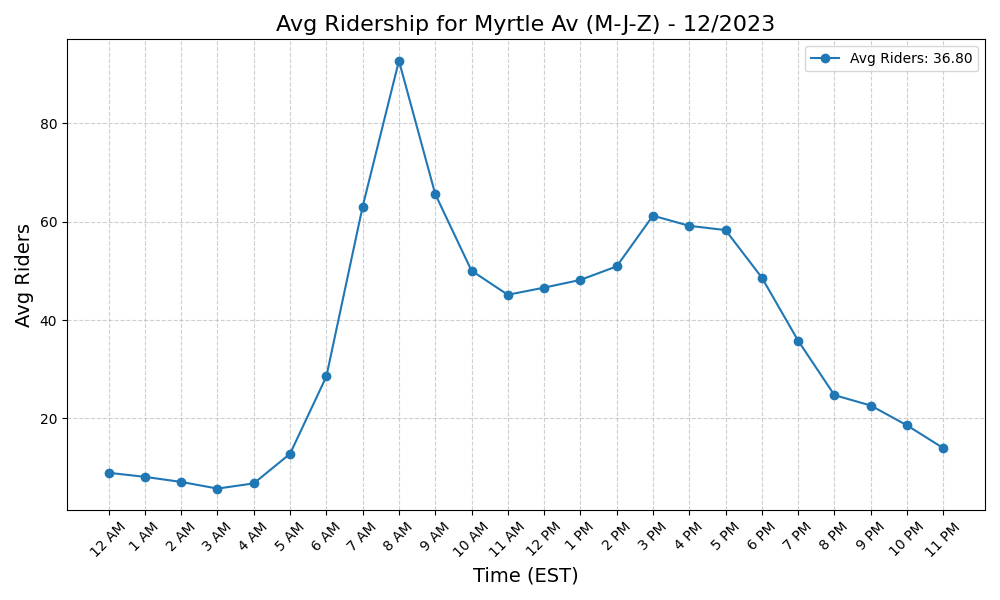 Avg Ridership for Myrtle Av (M-J-Z) - 12/2023
Avg Riders: 36.80
Avg Riders
80
60
40
20
12 AM
1 AM
2 AM
3 AM
4 AM
5 AM
6 AM
7 AM
8 AM
9 AM
10 AM
11 AM
12 PM
1 PM
2 PM
3 PM
4 PM
5 PM
6 PM
7 PM
8 PM
9 PM
10 PM
11 PM
Time (EST)